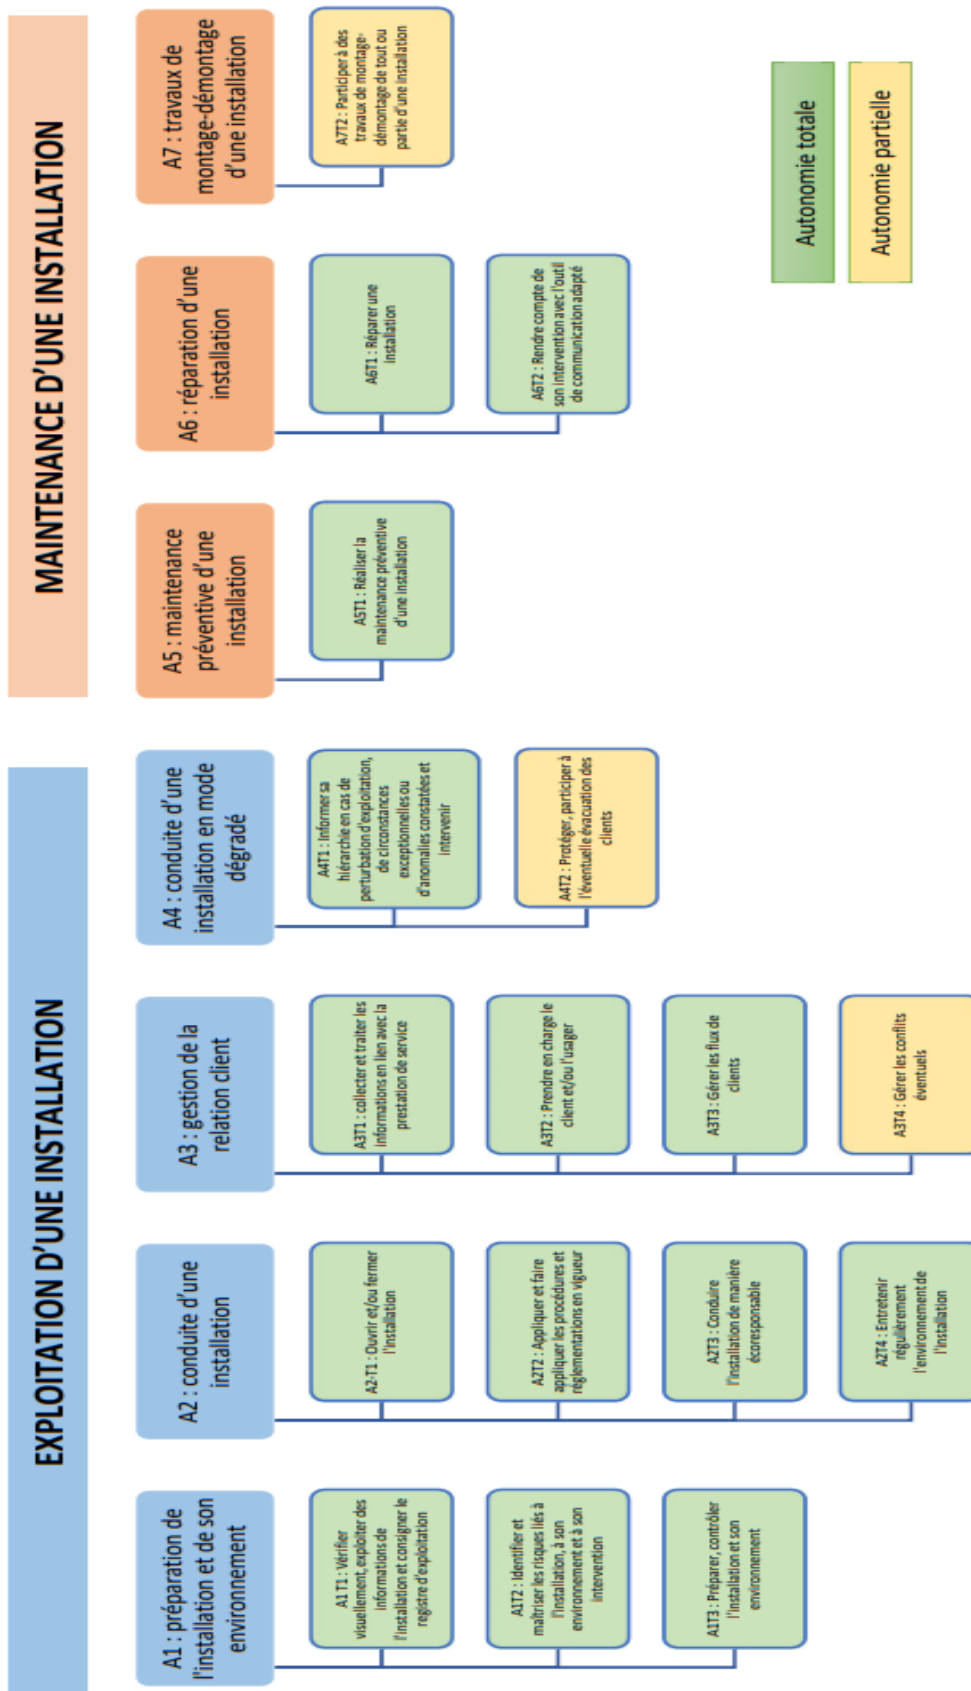 EXPLOITATION D'UNE INSTALLATION
MAINTENANCE D'UNE INSTALLATION
A1 : préparation de
l'installation et de son
environnement
A1T1 : Vérifier
visuellement, exploiter des
informations de
l'installation et consigner le
registre d'exploitation
A1T2 : Identifier et
maîtriser les risques liés à
l'installation, à son
environnement et à son
intervention
A1T3 : Préparer, contrôler
l'installation et son
environnement
A2 : conduite d'une
installation
A2-T1 : Ouvrir et/ou fermer
l'installation
A2T2 : Appliquer et faire
appliquer les procédures et
réglementations en vigueur
A2T3 : Conduire
l'installation de manière
écoresponsable
A2T4 : Entretenir
régulièrement
l'environnement de
l'installation
A3 : gestion de la
relation client
A3T1 : collecter et traiter les
informations en lien avec la
prestation de service
A3T2 : Prendre en charge le
client et/ou l'usager
A3T3 : Gérer les flux de
clients
A3T4 : Gérer les conflits
éventuels
A4 : conduite d'une
installation en mode
dégradé
A4T1 : Informer sa
hiérarchie en cas de
perturbation d'exploitation,
de circonstances
exceptionnelles ou
d'anomalies constatées et
intervenir
A4T2 : Protéger, participer à
l'éventuelle évacuation des
clients
A5 : maintenance
préventive d'une
installation
A5T1 : Réaliser la
maintenance préventive
d'une installation
A6 : réparation d'une
installation
A6T1 : Réparer une
installation
A6T2 : Rendre compte de
son intervention avec l'outil
de communication adapté
A7 : travaux de
montage-démontage
d'une installation
A7T2 : Participer à des
travaux de montage-
démontage de tout ou
partie d'une installation
Autonomie totale
Autonomie partielle